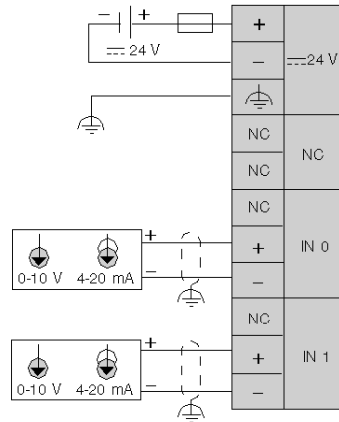 − +
⎓ 24 V
+
−
⎓24 V
NC
NC
NC
NC
+
−
IN 0
+
−
0-10 V 4-20 mA
NC
+
−
IN 1
+
−
0-10 V 4-20 mA